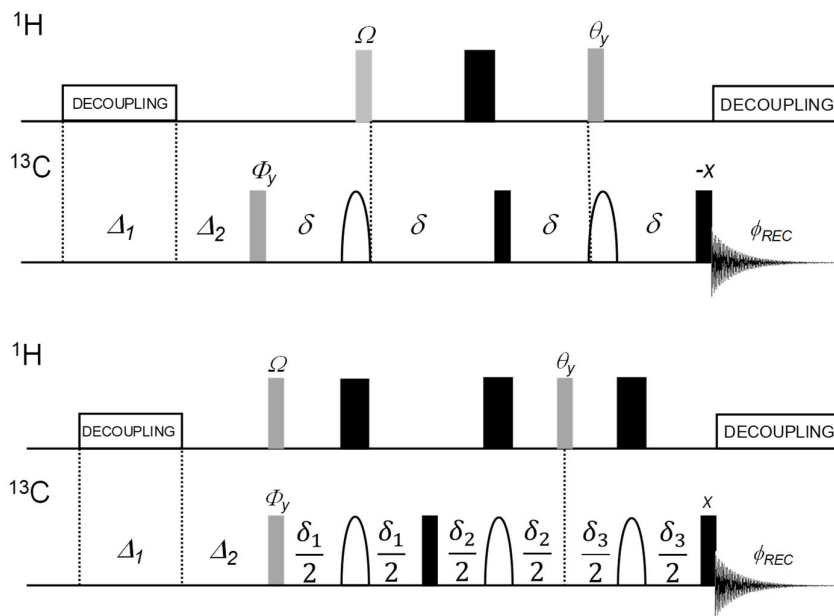 ¹H
Ω
θy
DECOUPLING
DECOUPLING
¹³C
Φy
-x
Δ1
Δ2
δ
δ
δ
δ
ϕREC
¹H
Ω
θy
DECOUPLING
DECOUPLING
¹³C
Φy
x
Δ1
Δ2
δ1/2
δ1/2
δ2/2
δ2/2
δ3/2
δ3/2
ϕREC